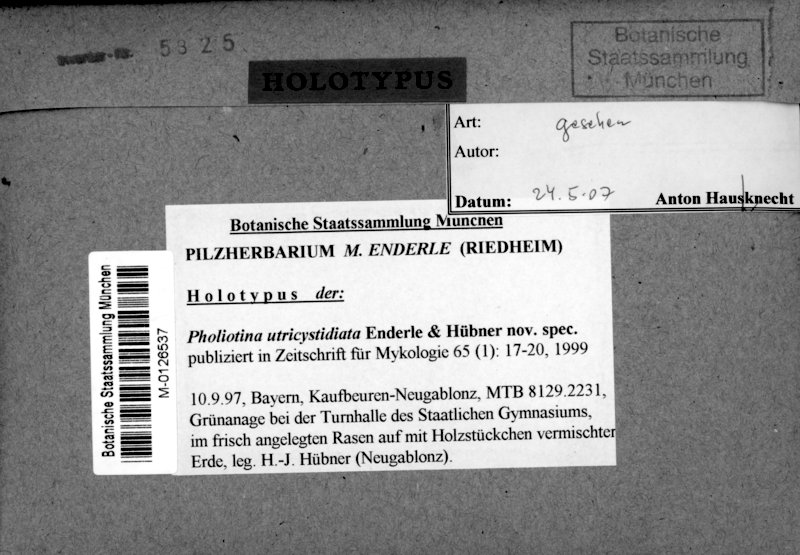 5825
HOLOTYPUS
Botanische
Staatssammlung
München
Art: gesehen
Autor:
Datum: 24.5.07 Anton Hausknecht
Botanische Staatssammlung München
PILZHERBARIUM M. ENDERLE (RIEDHEIM)
Holotypus der:
Pholiotina utricystidiata Enderle & Hübner nov. spec.
publiziert in Zeitschrift für Mykologie 65 (1): 17-20, 1999
10.9.97, Bayern, Kaufbeuren-Neugablonz, MTB 8129.2231,
Grünanage bei der Turnhalle des Staatlichen Gymnasiums,
im frisch angelegten Rasen auf mit Holzstückchen vermischter
Erde, leg. H.-J. Hübner (Neugablonz).
Botanische Staatssammlung München
M-0126537